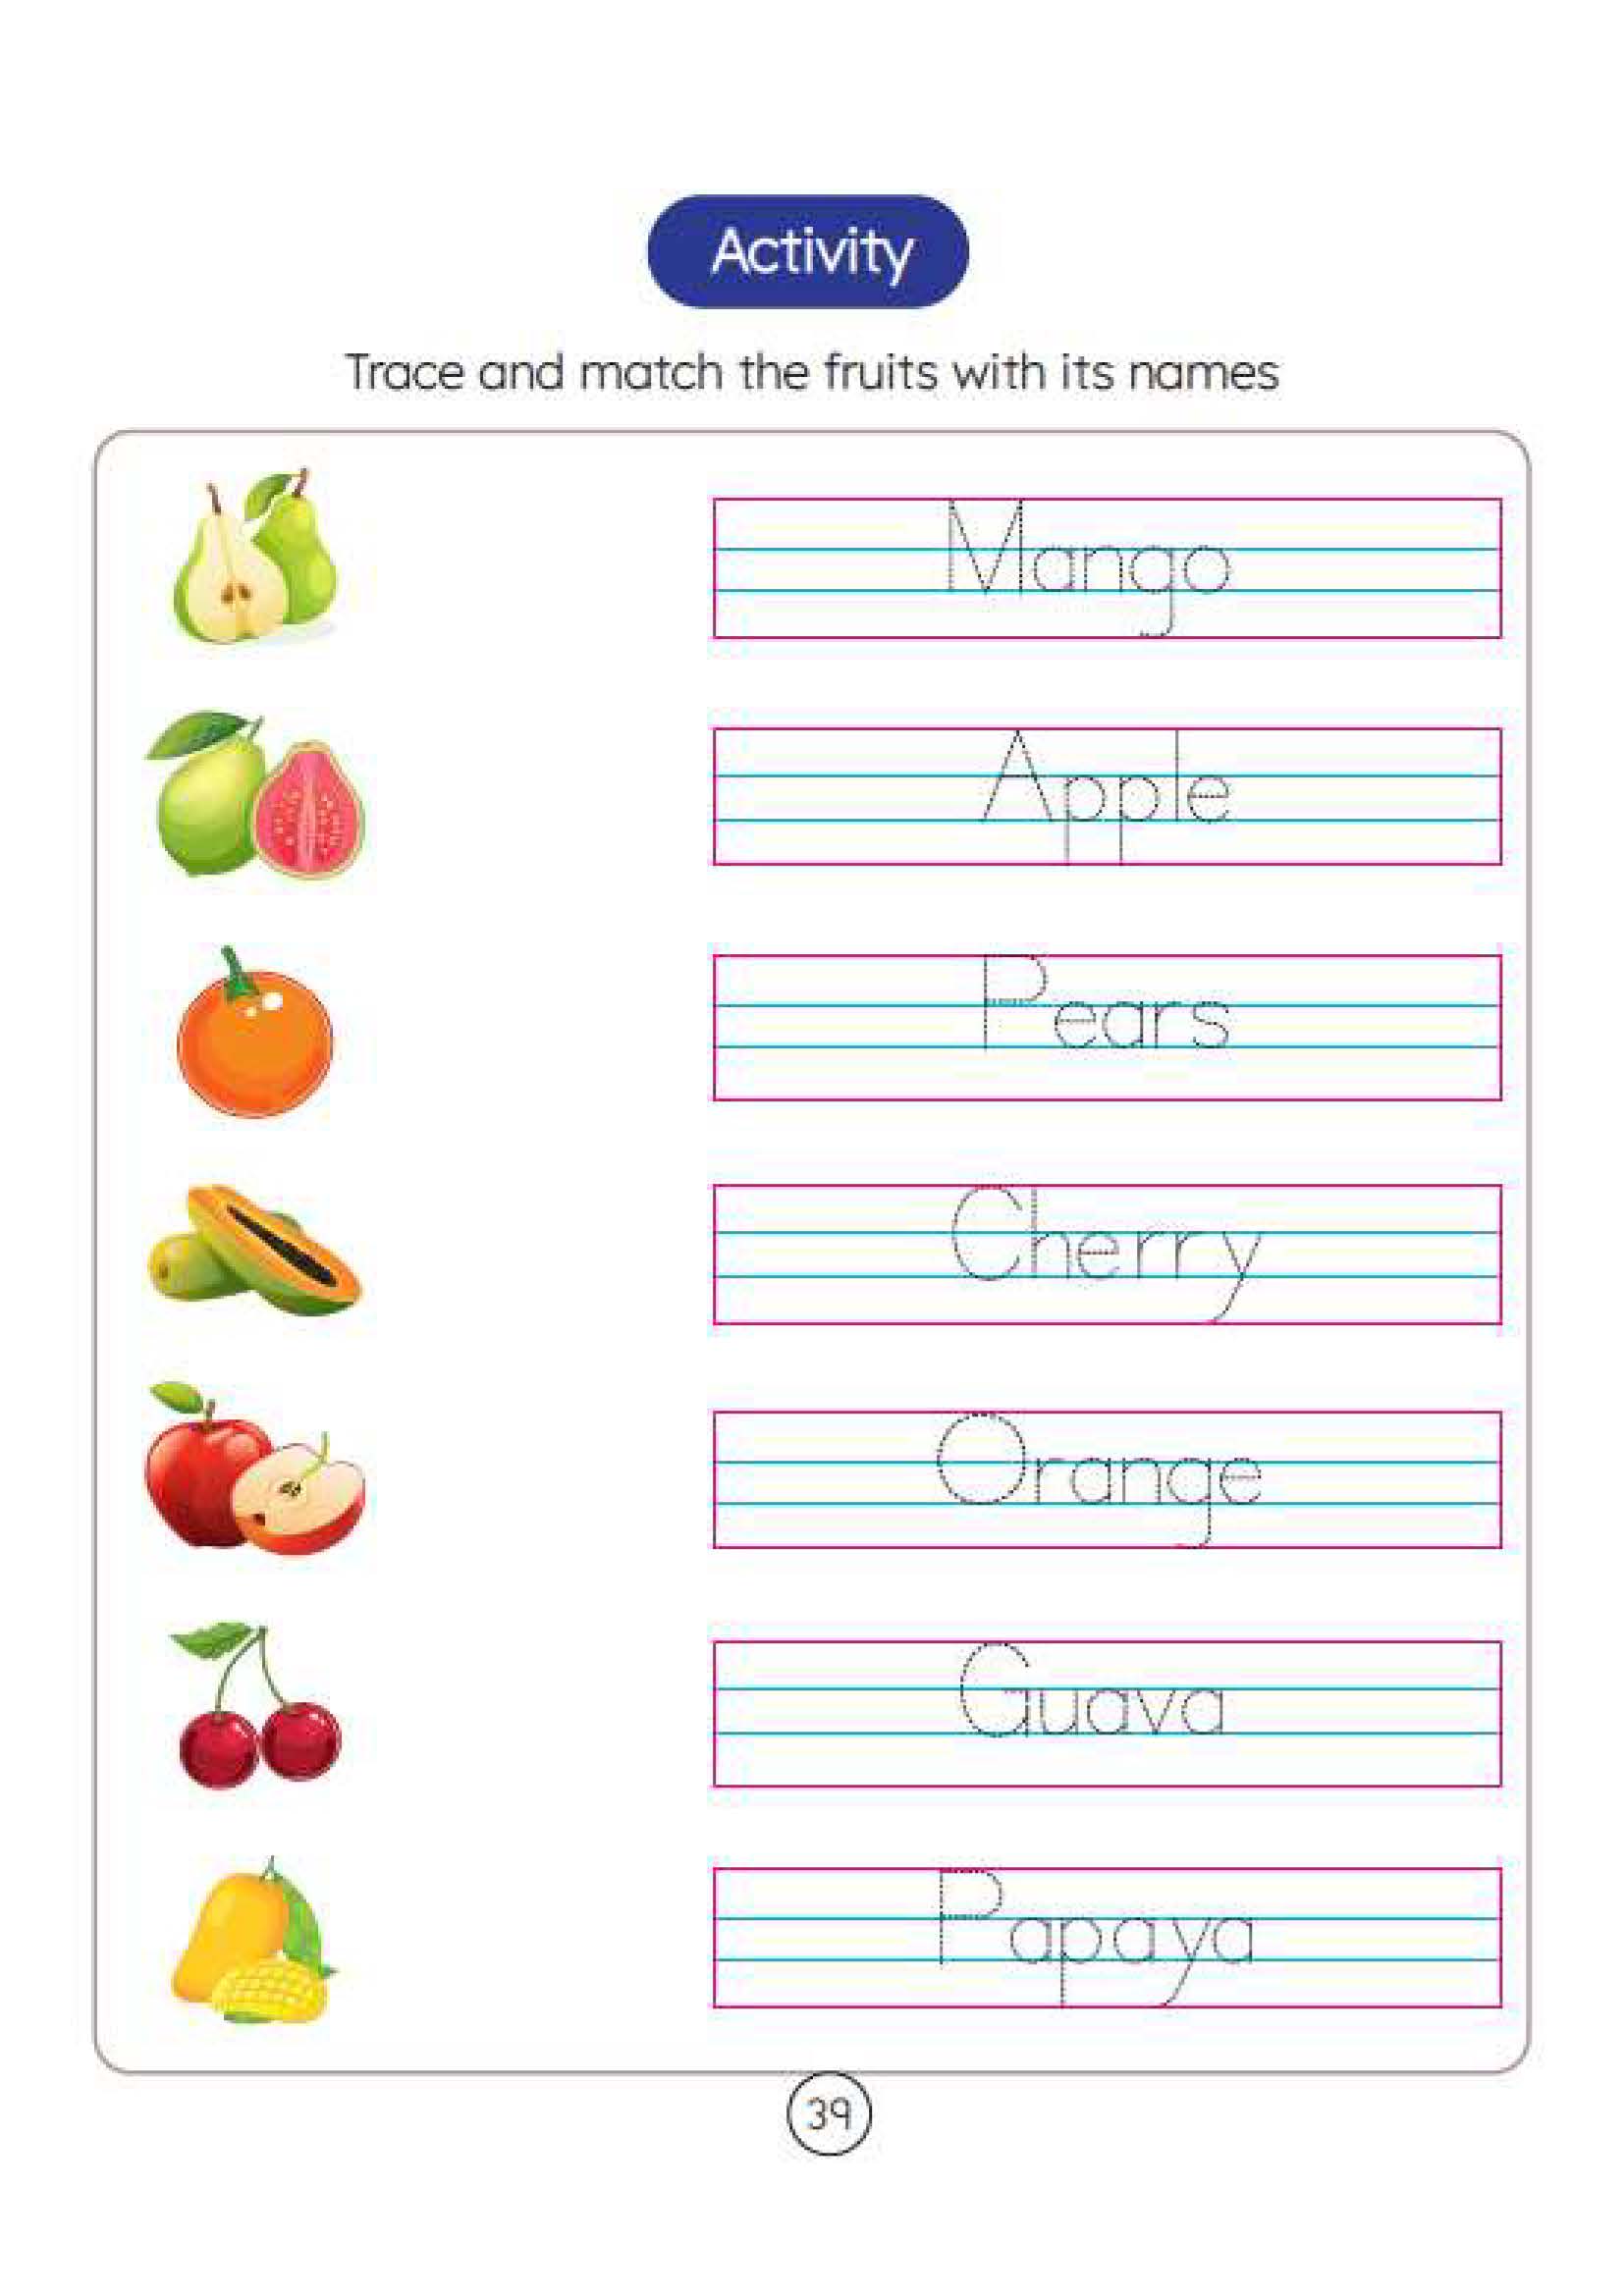 Activity
Trace and match the fruits with its names
Mango
Apple
Pears
Cherry
Orange
Guava
Papaya
39